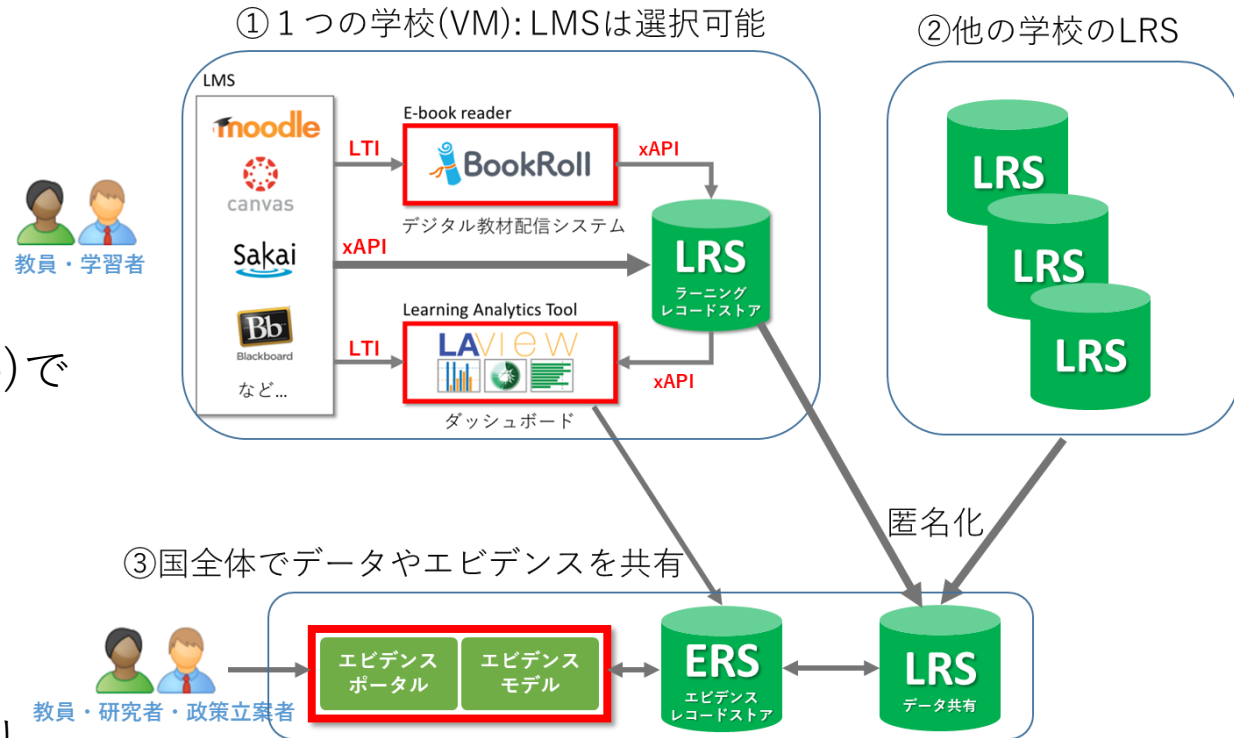 ①１つの学校(VM): LMSは選択可能
②他の学校のLRS
LMS
moodle
canvas
Sakai
Bb
Blackboard
など...
LTI
E-book reader
BookRoll
xAPI
デジタル教材配信システム
xAPI
LRS
ラーニング
レコードストア
Learning Analytics Tool
LTI
LAVIEW
xAPI
ダッシュボード
教員・学習者
)で
LRS
LRS
LRS
匿名化
③国全体でデータやエビデンスを共有
エビデンス
ポータル
エビデンス
モデル
ERS
エビデンス
レコードストア
LRS
データ共有
教員・研究者・政策立案者